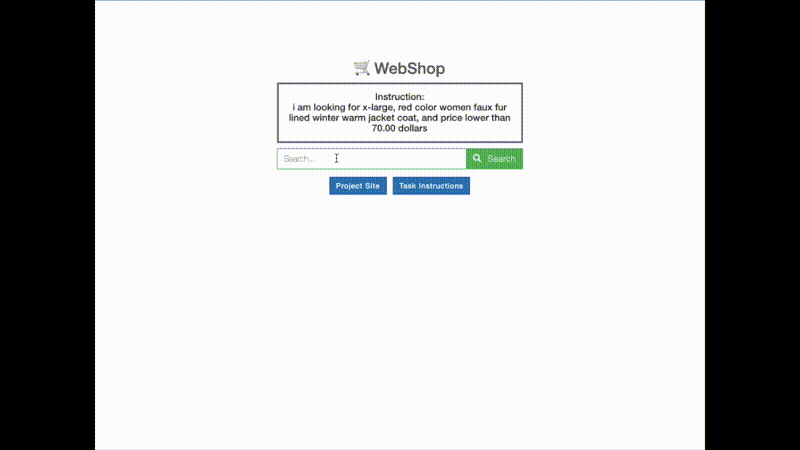 WebShop
Instruction:
i am looking for x-large, red color women faux fur
lined winter warm jacket coat, and price lower than
70.00 dollars
Search...
Search
Project Site
Task Instructions